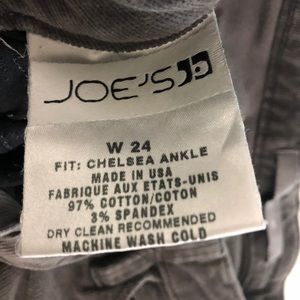 JOE'S
W 24
FIT: CHELSEA ANKLE
MADE IN USA
FABRIQUE AUX ETATS-UNIS
97% COTTON/COTON
3% SPANDEX
DRY CLEAN RECOMMENDED
MACHINE WASH COLD